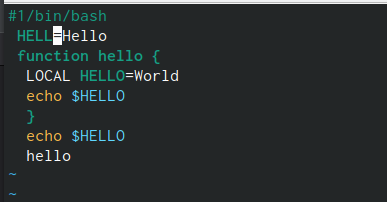 #1/bin/bash
HELL=Hello
function hello {
LOCAL HELLO=World
echo $HELLO
}
echo $HELLO
hello
~
~